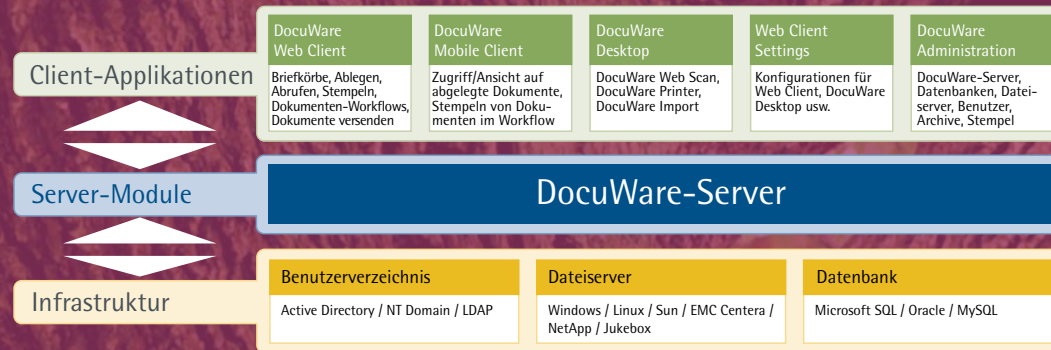 Client-Applikationen
DocuWare
Web Client
Briefkörbe, Ablegen,
Abrufen, Stempeln,
Dokumenten-Workflows,
Dokumente versenden
DocuWare
Mobile Client
Zugriff/Ansicht auf
abgelegte Dokumente,
Stempeln von Doku-
menten im Workflow
DocuWare
Desktop
DocuWare Web Scan,
DocuWare Printer,
DocuWare Import
Web Client
Settings
Konfigurationen für
Web Client, DocuWare
Desktop usw.
DocuWare
Administration
DocuWare-Server,
Datenbanken, Datei-
server, Benutzer,
Archive, Stempel
Server-Module
DocuWare-Server
Infrastruktur
Benutzerverzeichnis
Active Directory / NT Domain / LDAP
Dateiserver
Windows / Linux / Sun / EMC Centera /
NetApp / Jukebox
Datenbank
Microsoft SQL / Oracle / MySQL